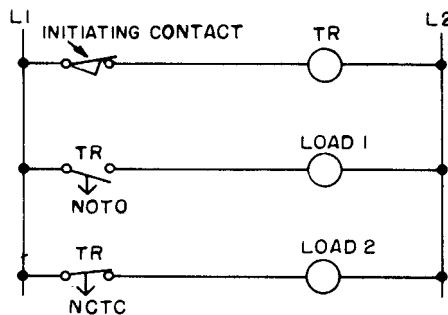 L1
L2
INITIATING CONTACT
TR
TR
LOAD 1
NOTO
TR
LOAD 2
NCTC